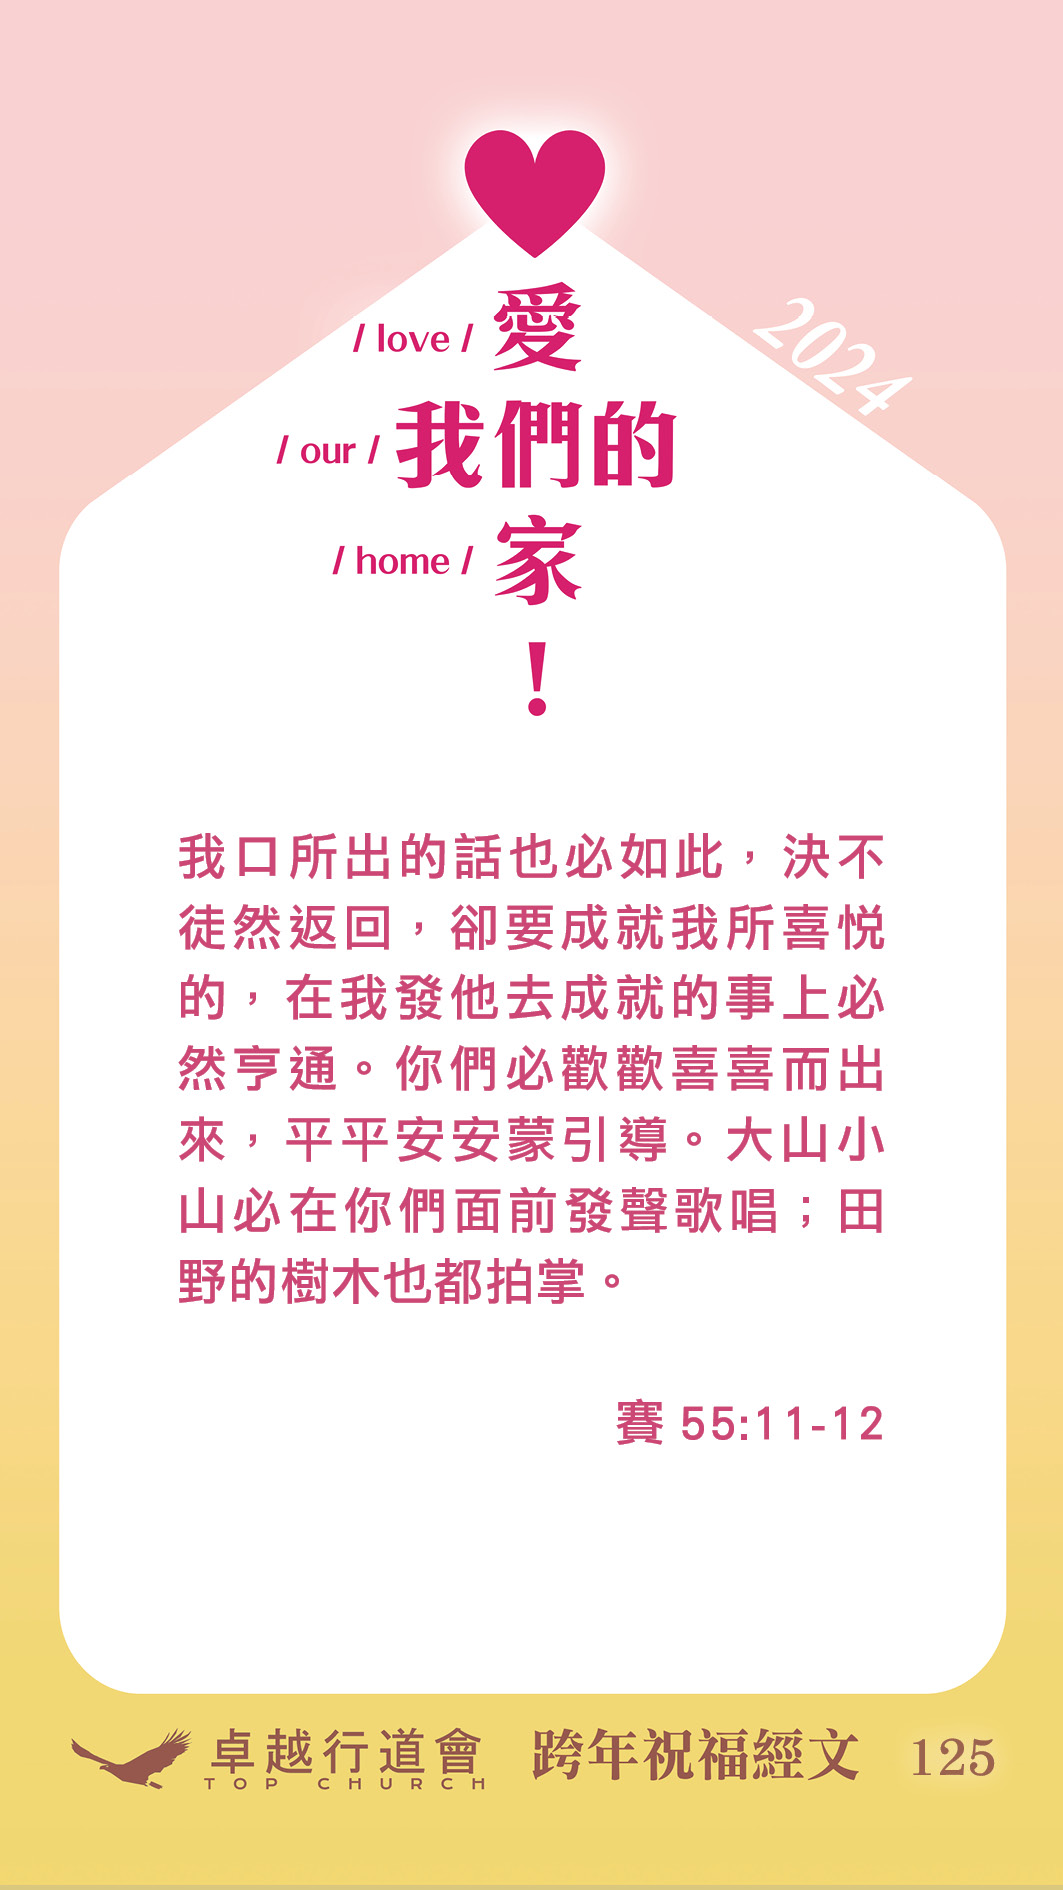 / love / 愛
2024
/ our / 我們的
/ home / 家
!
我口所出的話也必如此，決不
徒然返回，卻要成就我所喜悅
的，在我發他去成就的事上必
然亨通。你們必歡歡喜喜而出
來，平平安安蒙引導。大山小
山必在你們面前發聲歌唱；田
野的樹木也都拍掌。
賽 55:11-12
卓越行道會 跨年祝福經文 125
TOP CHURCH